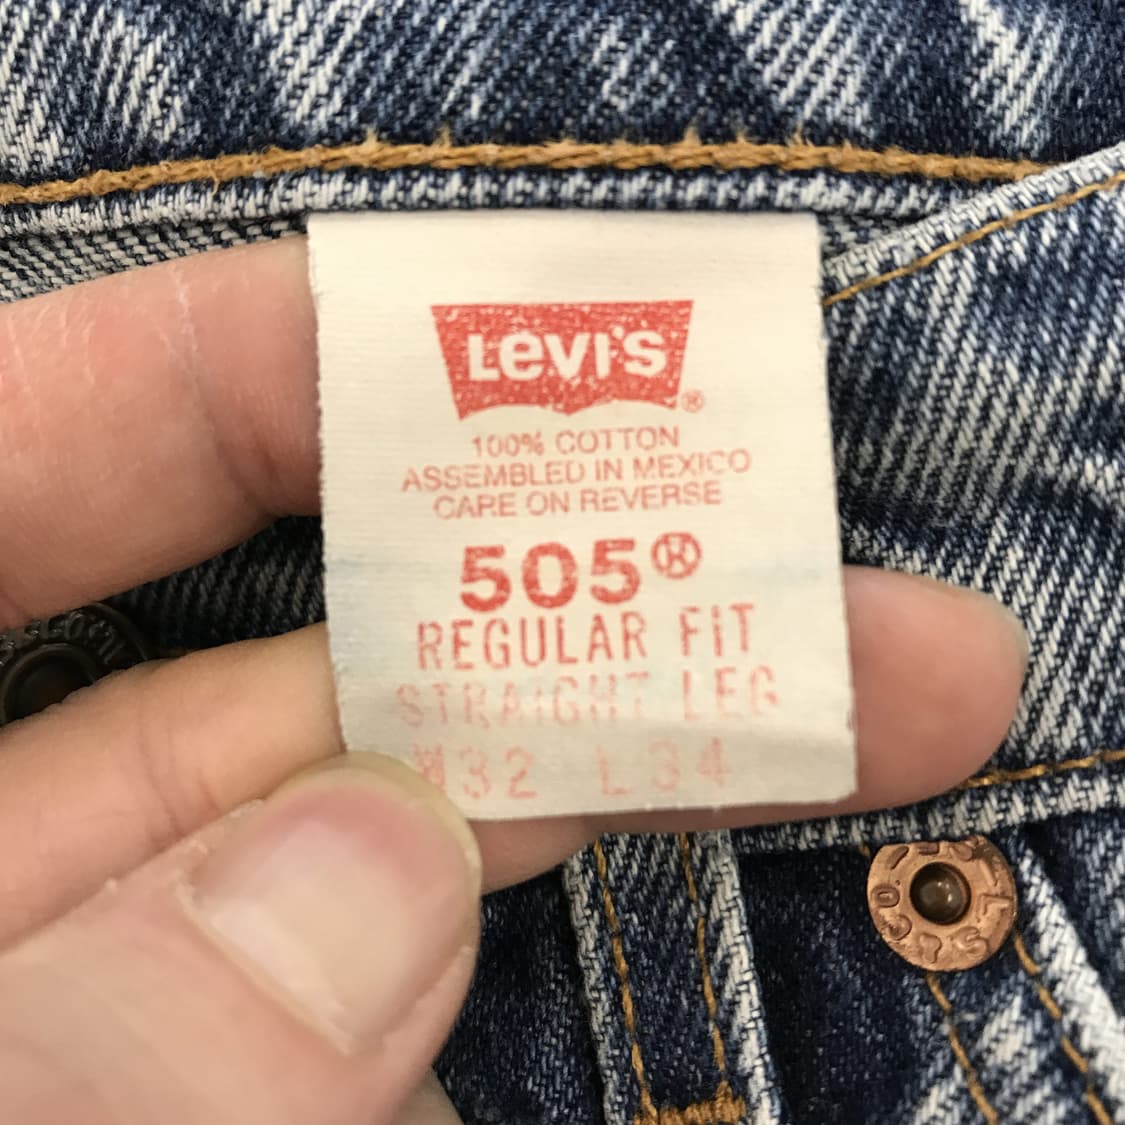 Levi's®
100% COTTON
ASSEMBLED IN MEXICO
CARE ON REVERSE
505®
REGULAR FIT
STRAIGHT LEG
W32 L34